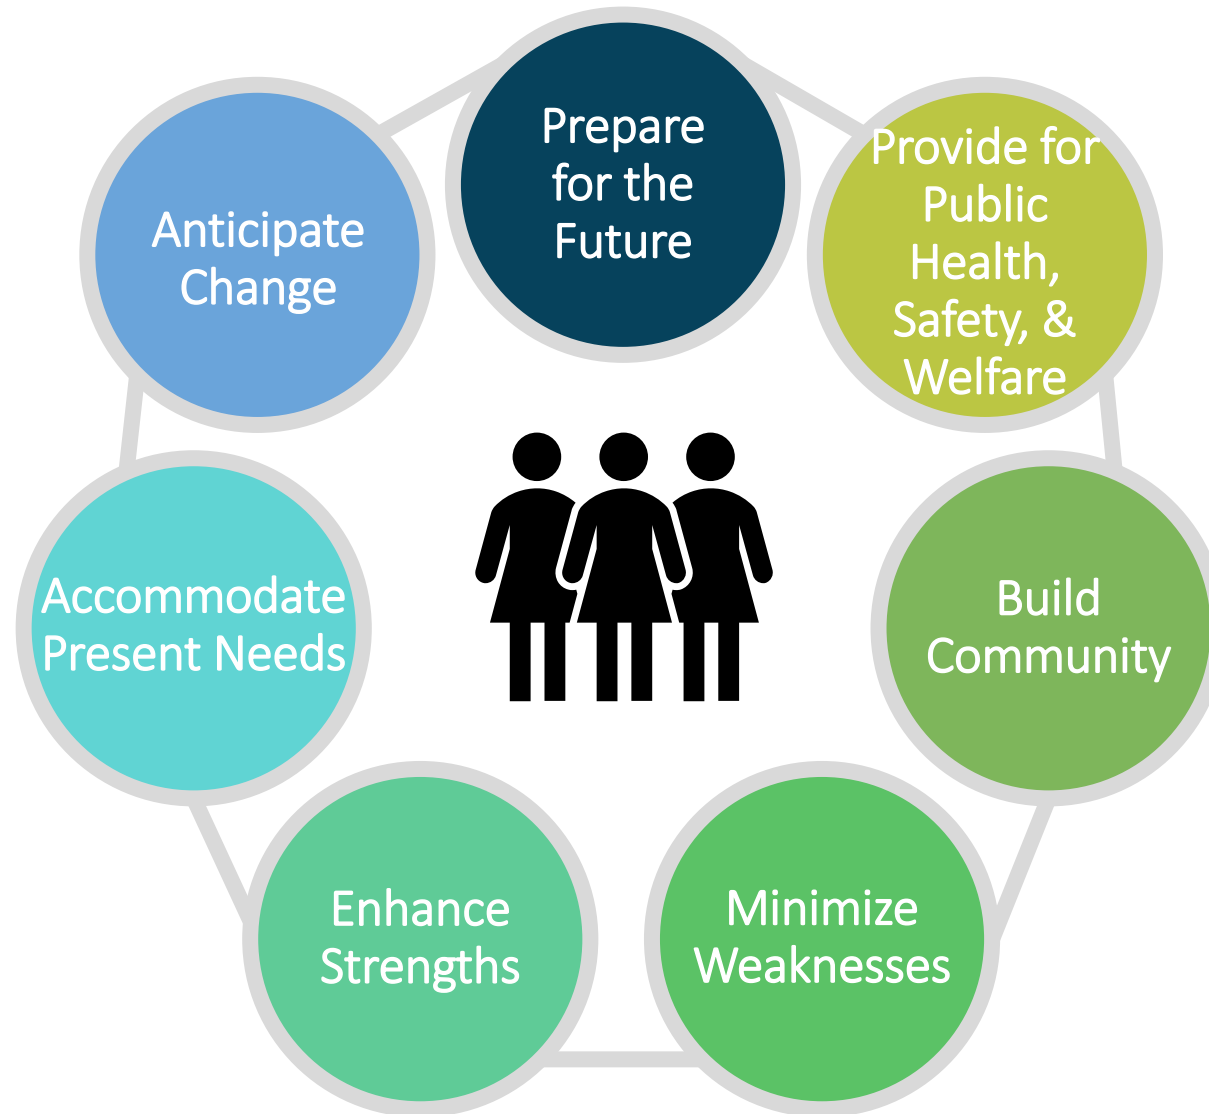 Prepare
for the
Future
Provide for
Public
Health,
Safety, &
Welfare
Build
Community
Minimize
Weaknesses
Enhance
Strengths
Accommodate
Present Needs
Anticipate
Change